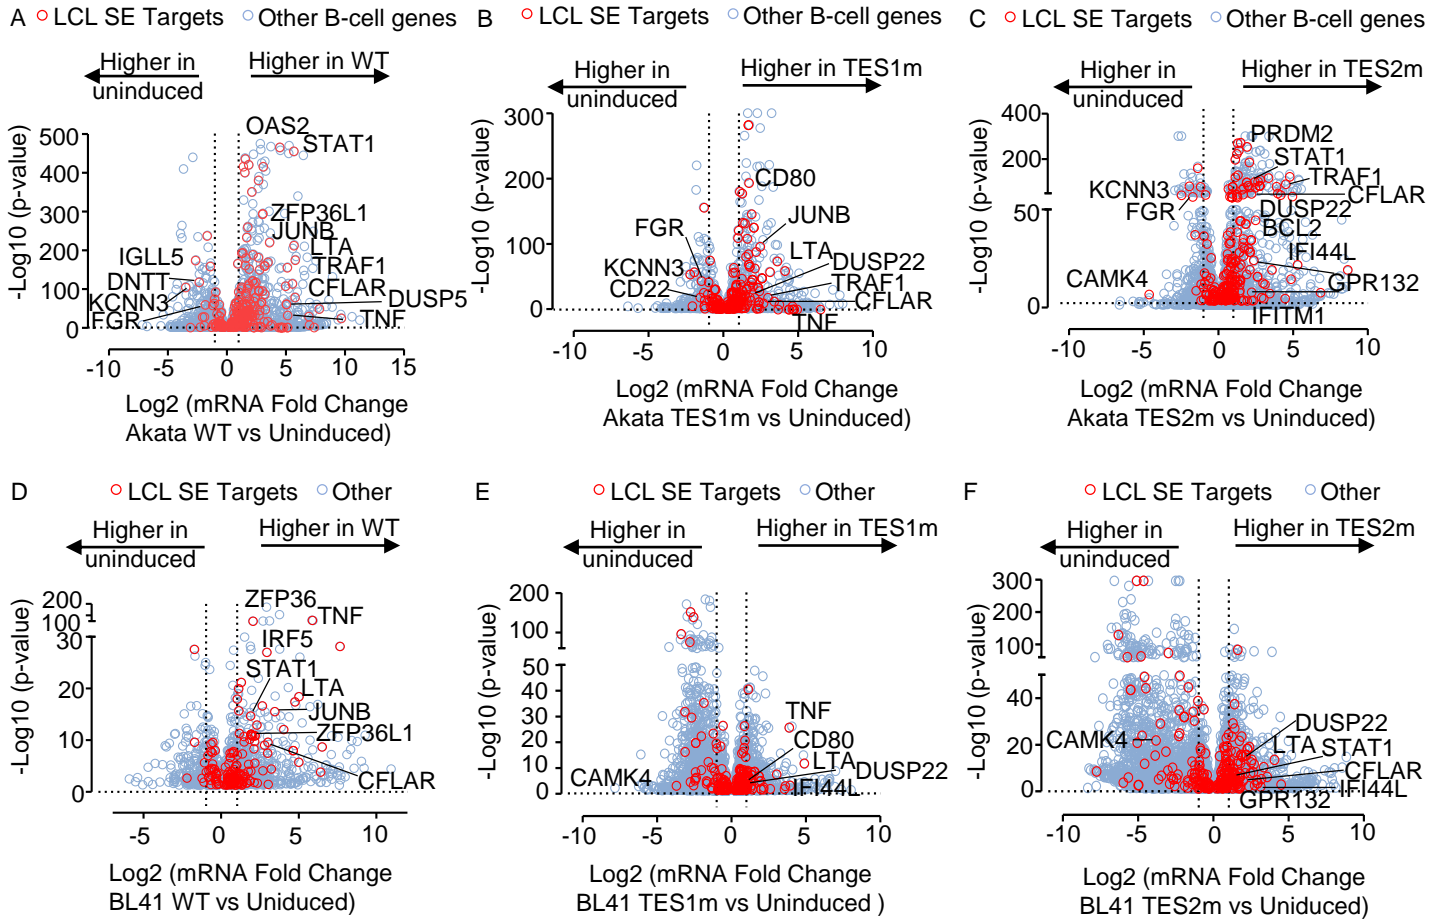 A
LCL SE Targets
Other B-cell genes
Higher in
uninduced
Higher in WT
-Log10 (p-value)
500
400
300
200
100
0
OAS2
STAT1
ZFP36L1
JUNB
LTA
TRAF1
CFLAR
DUSP5
TNF
IGLL5
DNTT
KCNN3
FGR
-10
-5
0
5
10
15
Log2 (mRNA Fold Change
Akata WT vs Uninduced)
B
LCL SE Targets
Other B-cell genes
Higher in
uninduced
Higher in TES1m
-Log10 (p-value)
300
200
100
0
CD80
JUNB
FGR
LTA
DUSP22
KCNN3
TRAF1
CD22
CFLAR
TNF
-10
-5
0
5
10
Log2 (mRNA Fold Change
Akata TES1m vs Uninduced)
C
LCL SE Targets
Other B-cell genes
Higher in
uninduced
Higher in TES2m
-Log10 (p-value)
400
200
50
0
PRDM2
STAT1
TRAF1
KCNN3
CFLAR
FGR
DUSP22
BCL2
IFI44L
CAMK4
GPR132
IFITM1
-10
-5
0
5
10
Log2 (mRNA Fold Change
Akata TES2m vs Uninduced)
D
LCL SE Targets
Other
Higher in
uninduced
Higher in WT
-Log10 (p-value)
200
100
30
20
10
0
ZFP36
TNF
IRF5
STAT1
LTA
JUNB
ZFP36L1
CFLAR
-5
0
5
10
Log2 (mRNA Fold Change
BL41 WT vs Uniduced)
E
LCL SE Targets
Other
Higher in
uninduced
Higher in TES1m
-Log10 (p-value)
200
100
50
40
30
20
10
0
TNF
CD80
LTA
CAMK4
DUSP22
IFI44L
-10
-5
0
5
10
Log2 (mRNA Fold Change
BL41 TES1m vs Uninduced )
F
LCL SE Targets
Other
Higher in
uninduced
Higher in TES2m
-Log10 (p-value)
300
200
100
40
20
0
DUSP22
CAMK4
LTA
STAT1
CFLAR
IFI44L
GPR132
-10
-5
0
5
10
Log2 (mRNA Fold Change
BL41 TES2m vs Uniduced)